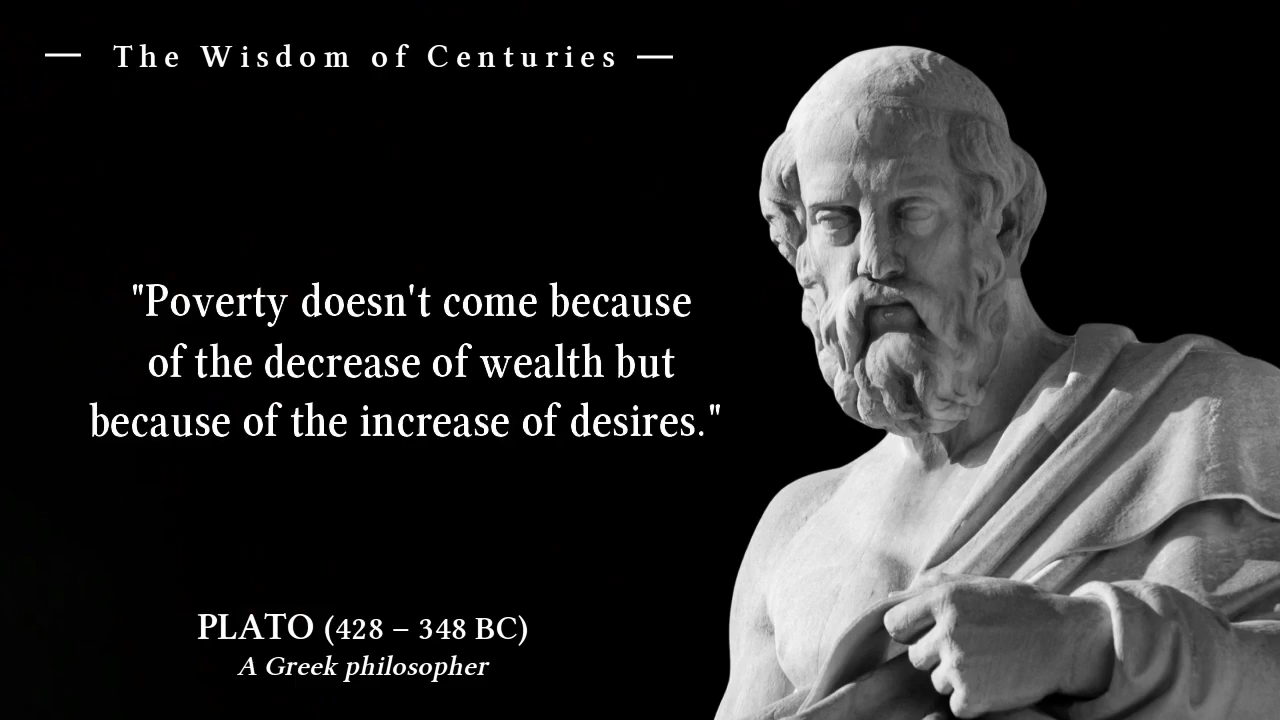 — The Wisdom of Centuries —
"Poverty doesn't come because
of the decrease of wealth but
because of the increase of desires."
PLATO (428 – 348 BC)
A Greek philosopher